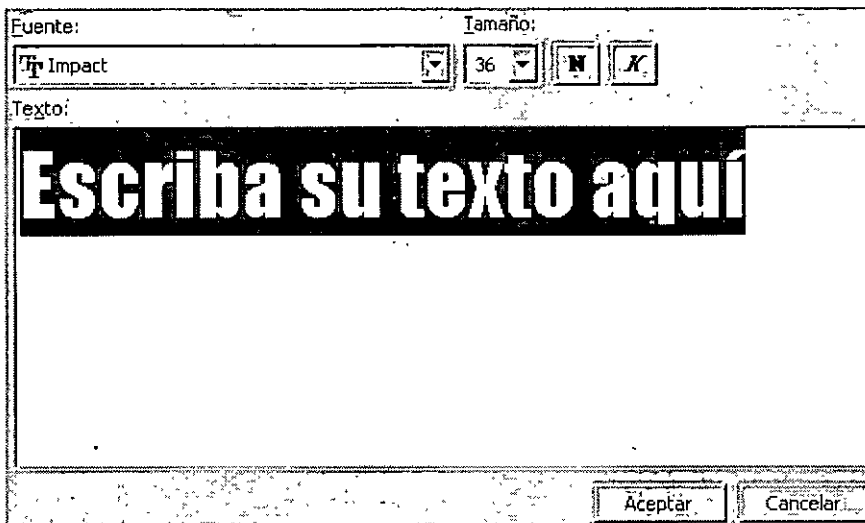 Fuente: Tamaño:
Impact 36 N K
Texto:
Escriba su texto aquí
Aceptar Cancelar